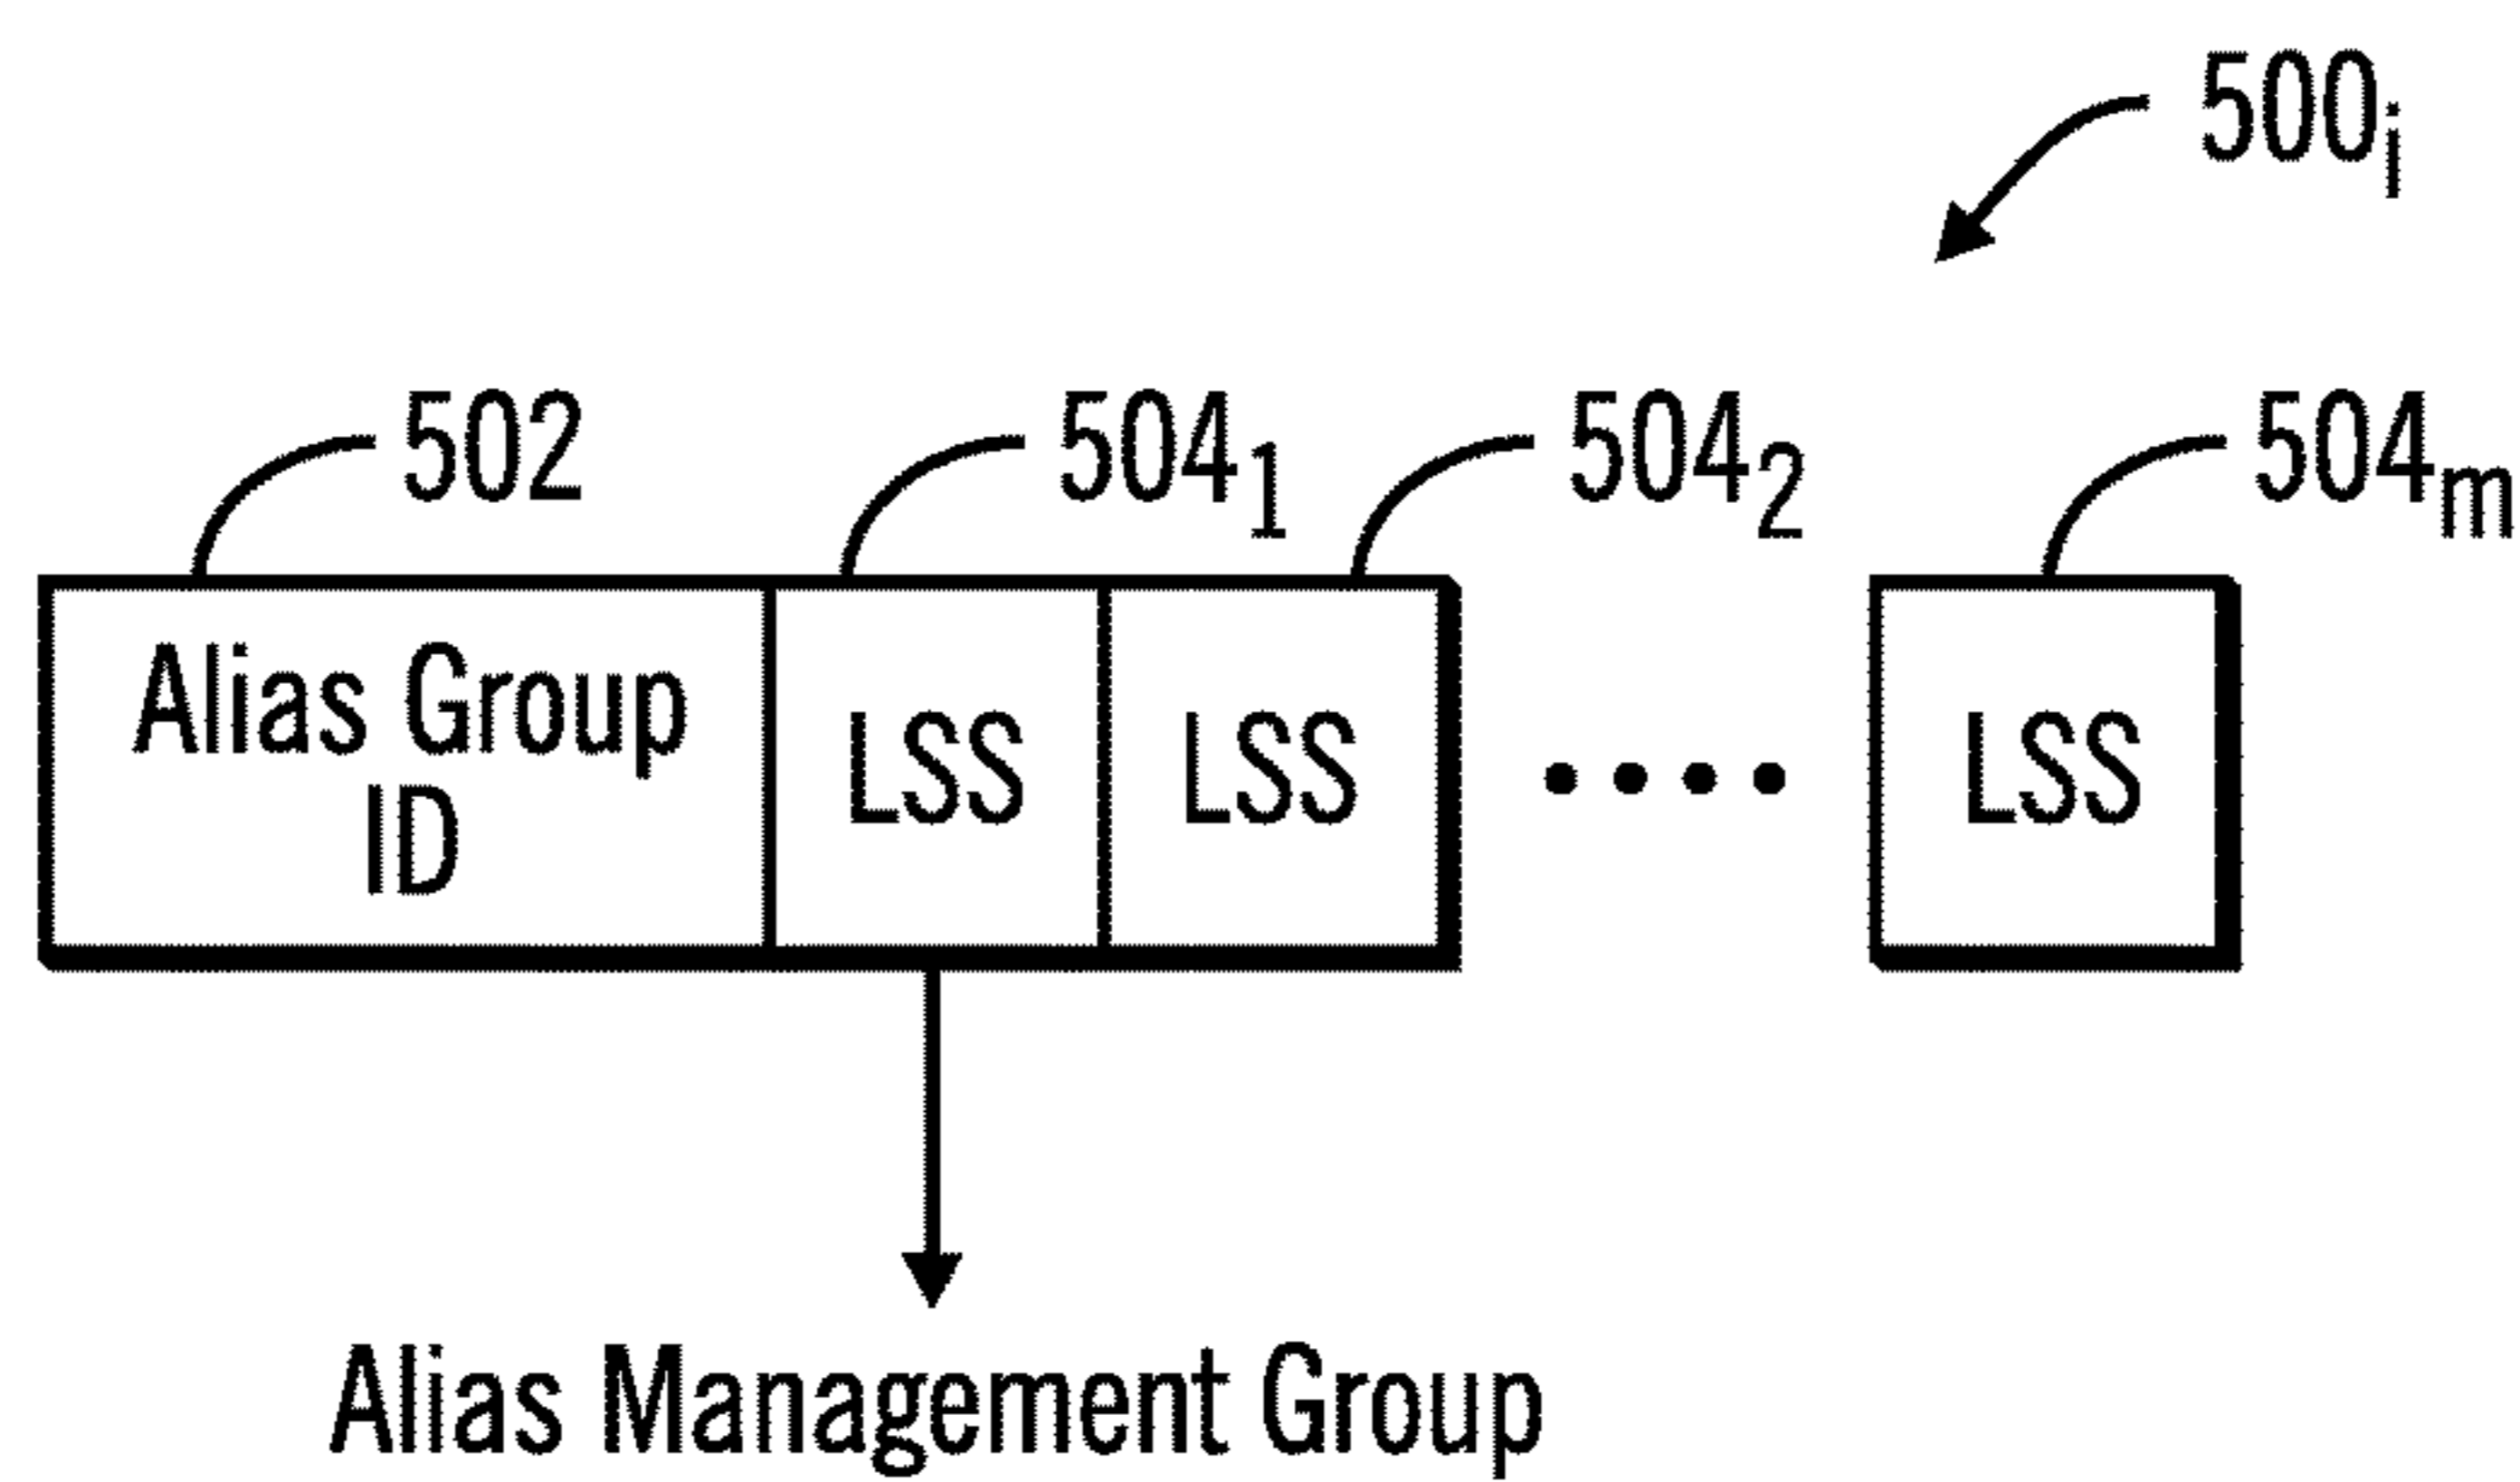 500i
502 5041 5042 504m
Alias Group
ID
LSS LSS LSS
Alias Management Group